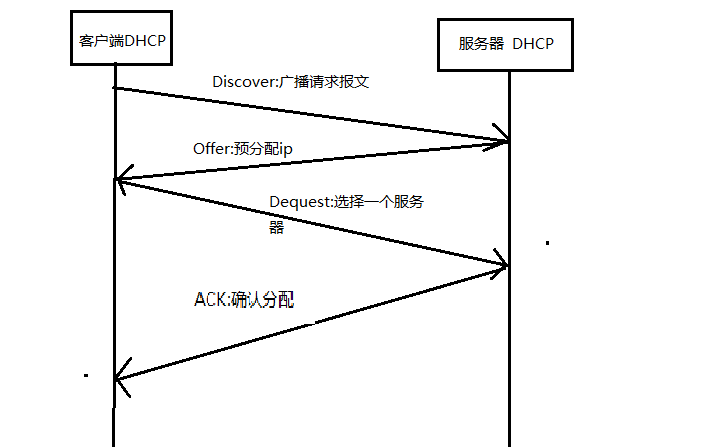 客户端DHCP
服务器 DHCP
Discover:广播请求报文
Offer:预分配ip
Dequest:选择一个服务
器
ACK:确认分配